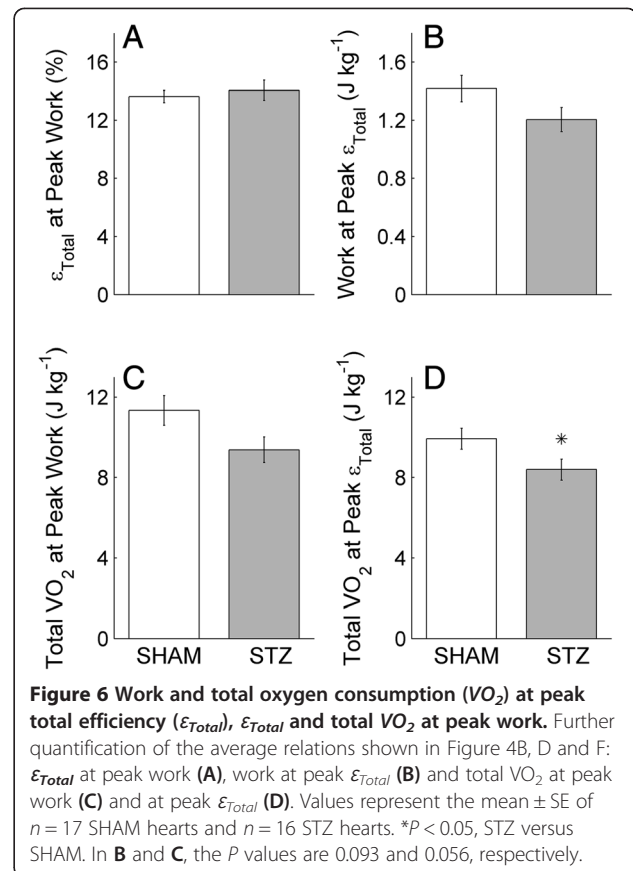 A
ε_Total at Peak Work (%)
16
12
8
4
0
B
Work at Peak ε_Total (J kg⁻¹)
1.6
1.2
0.8
0.4
0
C
Total VO₂ at Peak Work (J kg⁻¹)
12
8
4
0
SHAM STZ
D
Total VO₂ at Peak ε_Total (J kg⁻¹)
12
8
4
0
*
SHAM STZ
Figure 6 Work and total oxygen consumption (VO₂) at peak
total efficiency (ε_Total), ε_Total and total VO₂ at peak work. Further
quantification of the average relations shown in Figure 4B, D and F:
ε_Total at peak work (A), work at peak ε_Total (B) and total VO₂ at peak
work (C) and at peak ε_Total (D). Values represent the mean ± SE of
n = 17 SHAM hearts and n = 16 STZ hearts. *P < 0.05, STZ versus
SHAM. In B and C, the P values are 0.093 and 0.056, respectively.